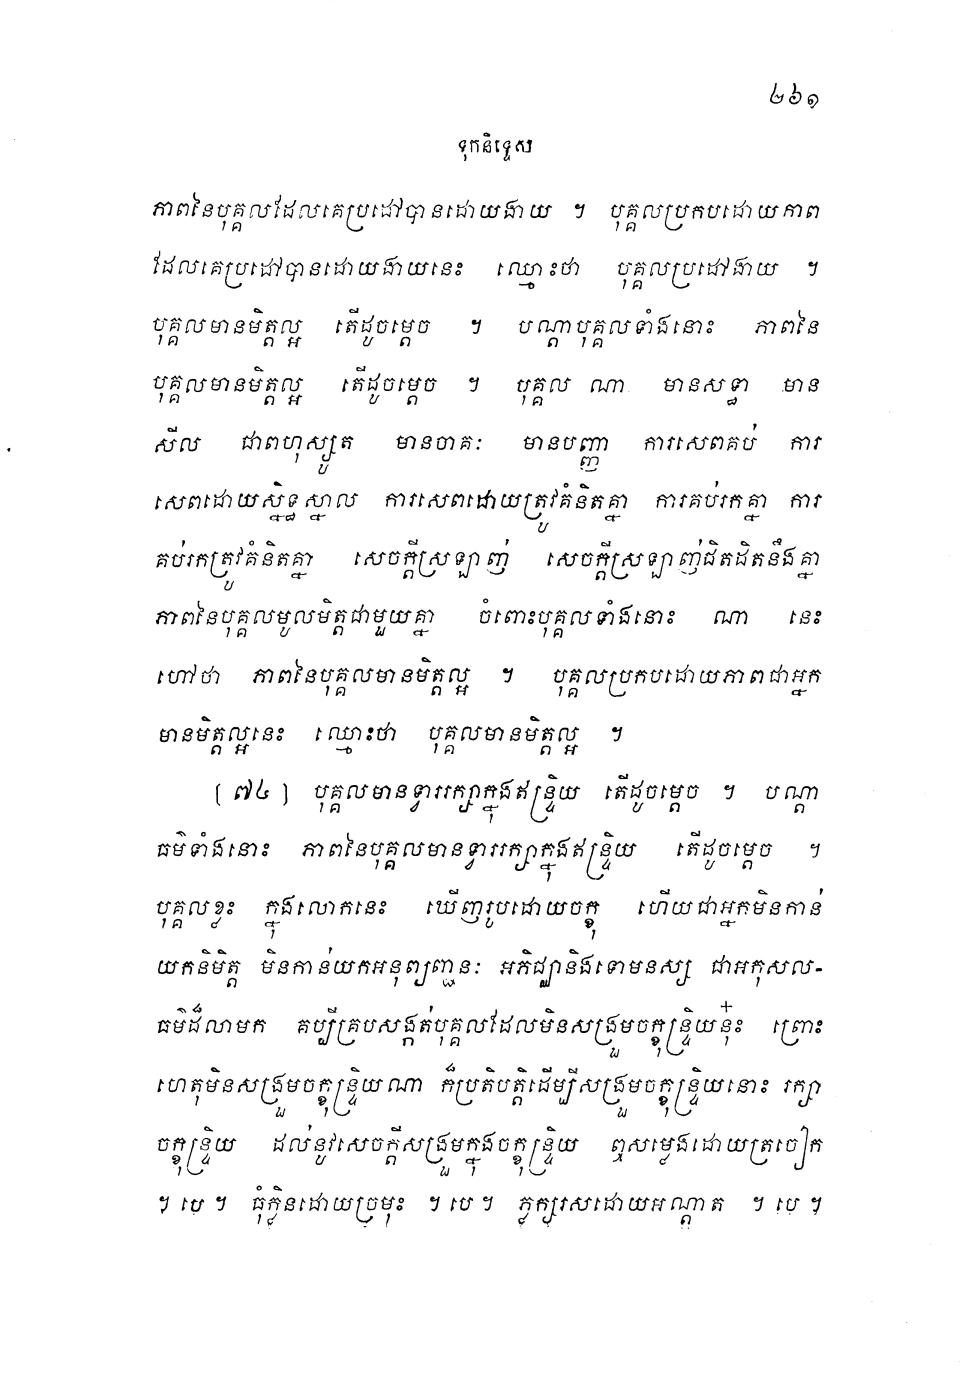 ២៦១
ទុកនិទ្ទេស
ភាពនៃបុគ្គលដែលគេប្រដៅបានដោយងាយ ។ បុគ្គលប្រកបដោយភាព
ដែលគេប្រដៅបានដោយងាយនេះ ឈ្មោះថា បុគ្គលប្រដៅងាយ ។
បុគ្គលមានមិត្តល្អ តើដូចម្តេច ។ បណ្តាបុគ្គលទាំងនោះ ភាពនៃ
បុគ្គលមានមិត្តល្អ តើដូចម្តេច ។ បុគ្គល ណា មានសទ្ធា មាន
សីល ជាពហុស្សូត មានចាគៈ មានបញ្ញា ការសេពគប់ ការ
សេពដោយស្និទ្ធស្នាល ការសេពដោយត្រូវគំនិតគ្នា ការគប់រកគ្នា ការ
គប់រកត្រូវគំនិតគ្នា សេចក្តីស្រឡាញ់ សេចក្តីស្រឡាញ់ជិតដិតនឹងគ្នា
ភាពនៃបុគ្គលមូលមិត្តជាមួយគ្នា ចំពោះបុគ្គលទាំងនោះ ណា នេះ
ហៅថា ភាពនៃបុគ្គលមានមិត្តល្អ ។ បុគ្គលប្រកបដោយភាពជាអ្នក
មានមិត្តល្អនេះ ឈ្មោះថា បុគ្គលមានមិត្តល្អ ។
[ ៧៤ ] បុគ្គលមានទ្វាររក្សាក្នុងឥន្ទ្រិយ តើដូចម្តេច ។ បណ្តា
ធម៌ទាំងនោះ ភាពនៃបុគ្គលមានទ្វាររក្សាក្នុងឥន្ទ្រិយ តើដូចម្តេច ។
បុគ្គលខ្លះ ក្នុងលោកនេះ ឃើញរូបដោយចក្ខុ ហើយជាអ្នកមិនកាន់
យកនិមិត្ត មិនកាន់យកអនុព្យញ្ជនៈ អភិជ្ឈានិងទោមនស្ស ជាអកុសល-
ធម៌ដ៏លាមក គប្បីគ្របសង្កត់បុគ្គលដែលមិនសង្រួមចក្ខុន្ទ្រិយនុ៎ះ ព្រោះ
ហេតុមិនសង្រួមចក្ខុន្ទ្រិយណា ក៏ប្រតិបត្តិដើម្បីសង្រួមចក្ខុន្ទ្រិយនោះ រក្សា
ចក្ខុន្ទ្រិយ ដល់នូវសេចក្តីសង្រួមក្នុងចក្ខុន្ទ្រិយ ឮសម្លេងដោយត្រចៀក
។ បេ ។ ធុំក្លិនដោយច្រមុះ ។ បេ ។ ភ្លក្សរសដោយអណ្តាត ។ បេ ។